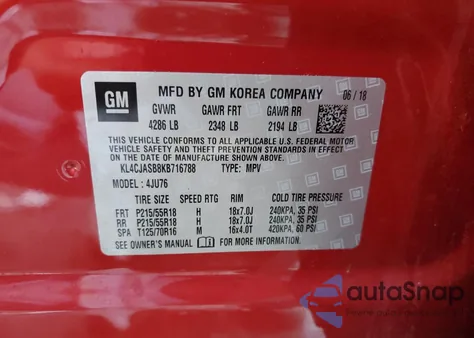 GM
MFD BY GM KOREA COMPANY 06 / 18
GVWR GAWR FRT GAWR RR
4286 LB 2348 LB 2194 LB
THIS VEHICLE CONFORMS TO ALL APPLICABLE U.S. FEDERAL MOTOR
VEHICLE SAFETY AND THEFT PREVENTION STANDARDS IN EFFECT
ON THE DATE OF MANUFACTURE SHOWN ABOVE.
KL4CJASB8KB716788 TYPE: MPV
MODEL: 4JU76
TIRE SIZE SPEED RTG RIM COLD TIRE PRESSURE
FRT P215/55R18 H 18x7.0J 240KPA, 35 PSI
RR P215/55R18 H 18x7.0J 240KPA, 35 PSI
SPA T125/70R16 M 16x4.0T 420KPA, 60 PSI
SEE OWNER'S MANUAL FOR MORE INFORMATION
autoSnap